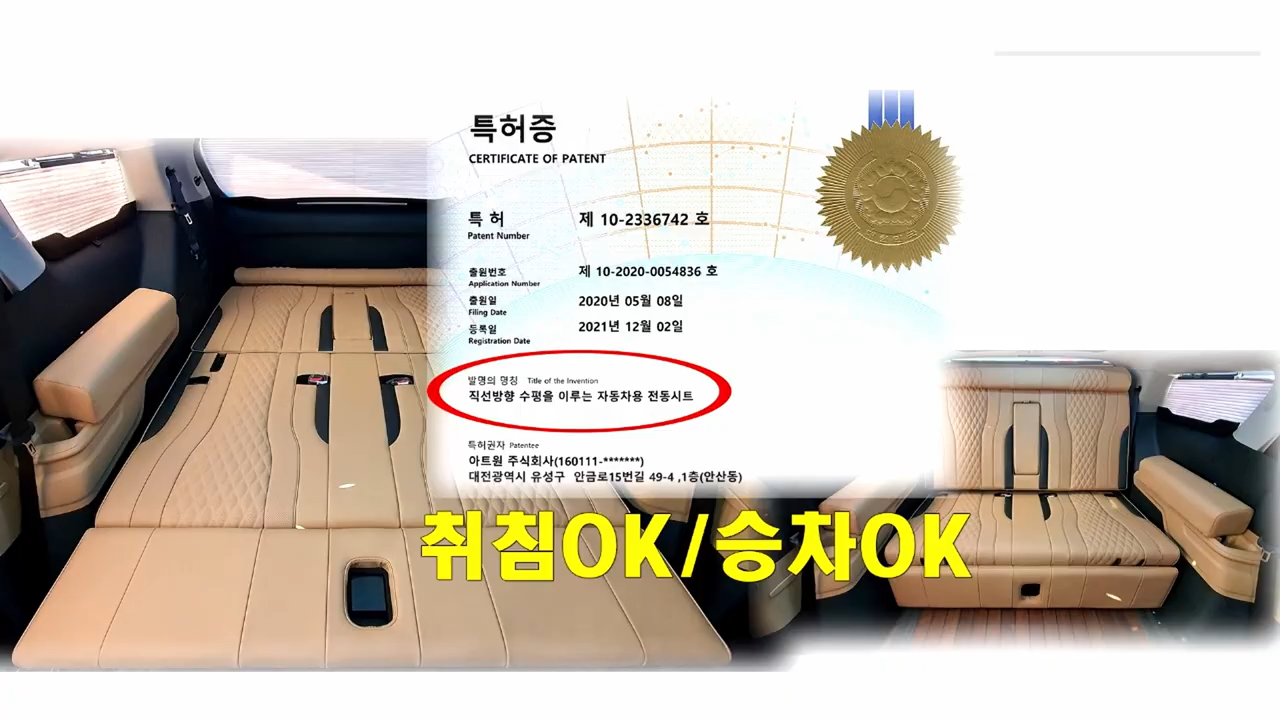 특허증
CERTIFICATE OF PATENT
특 허 제 10-2336742 호
Patent Number
출원번호 제 10-2020-0054836 호
Application Number
출원일 2020년 05월 08일
Filing Date
등록일 2021년 12월 02일
Registration Date
발명의 명칭 Title of the Invention
직선방향 수평을 이루는 자동차용 전동시트
특허권자 Patentee
아트원 주식회사(160111-*******)
대전광역시 유성구 안금로15번길 49-4 ,1층(안산동)
취침OK/승차OK